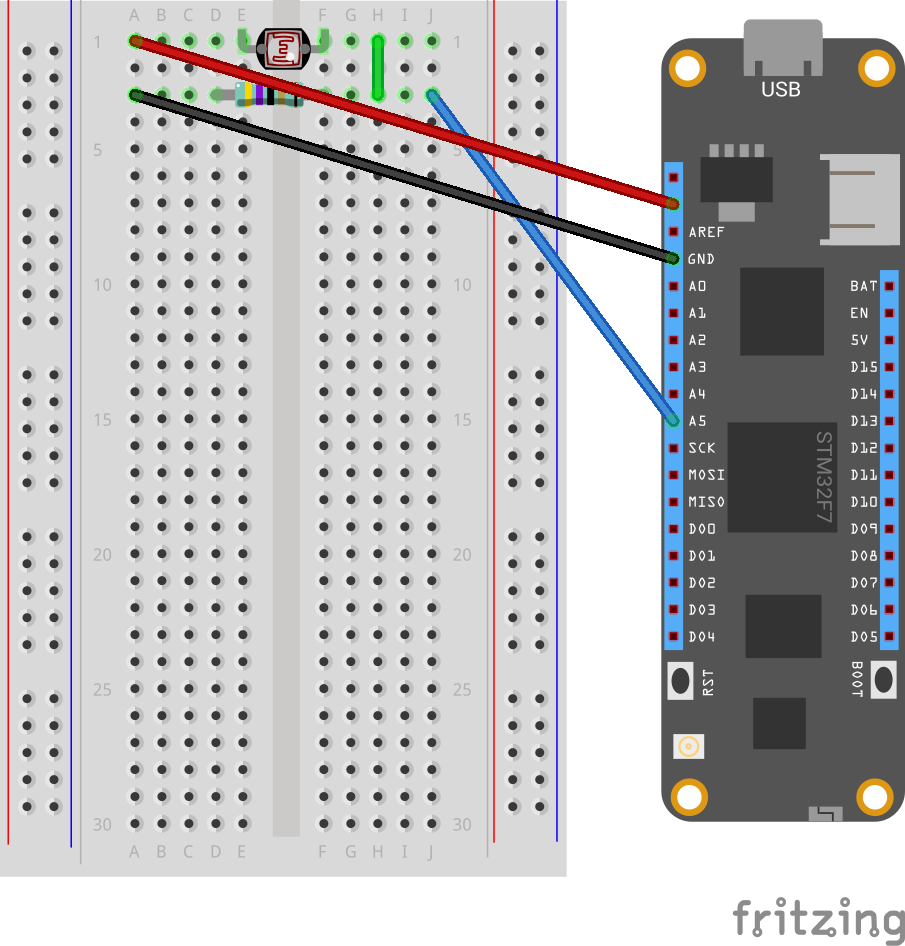 A B C D E F G H I J
1 1
5 5
10 10
15 15
20 20
25 25
30 30
A B C D E F G H I J
USB
AREF
GND
A0
A1
A2
A3
A4
A5
SCK
MOSI
MISO
D00
D01
D02
D03
D04
BAT
EN
5V
D15
D14
D13
D12
D11
D10
D09
D08
D07
D06
D05
STM32F7
RST
BOOT
fritzing